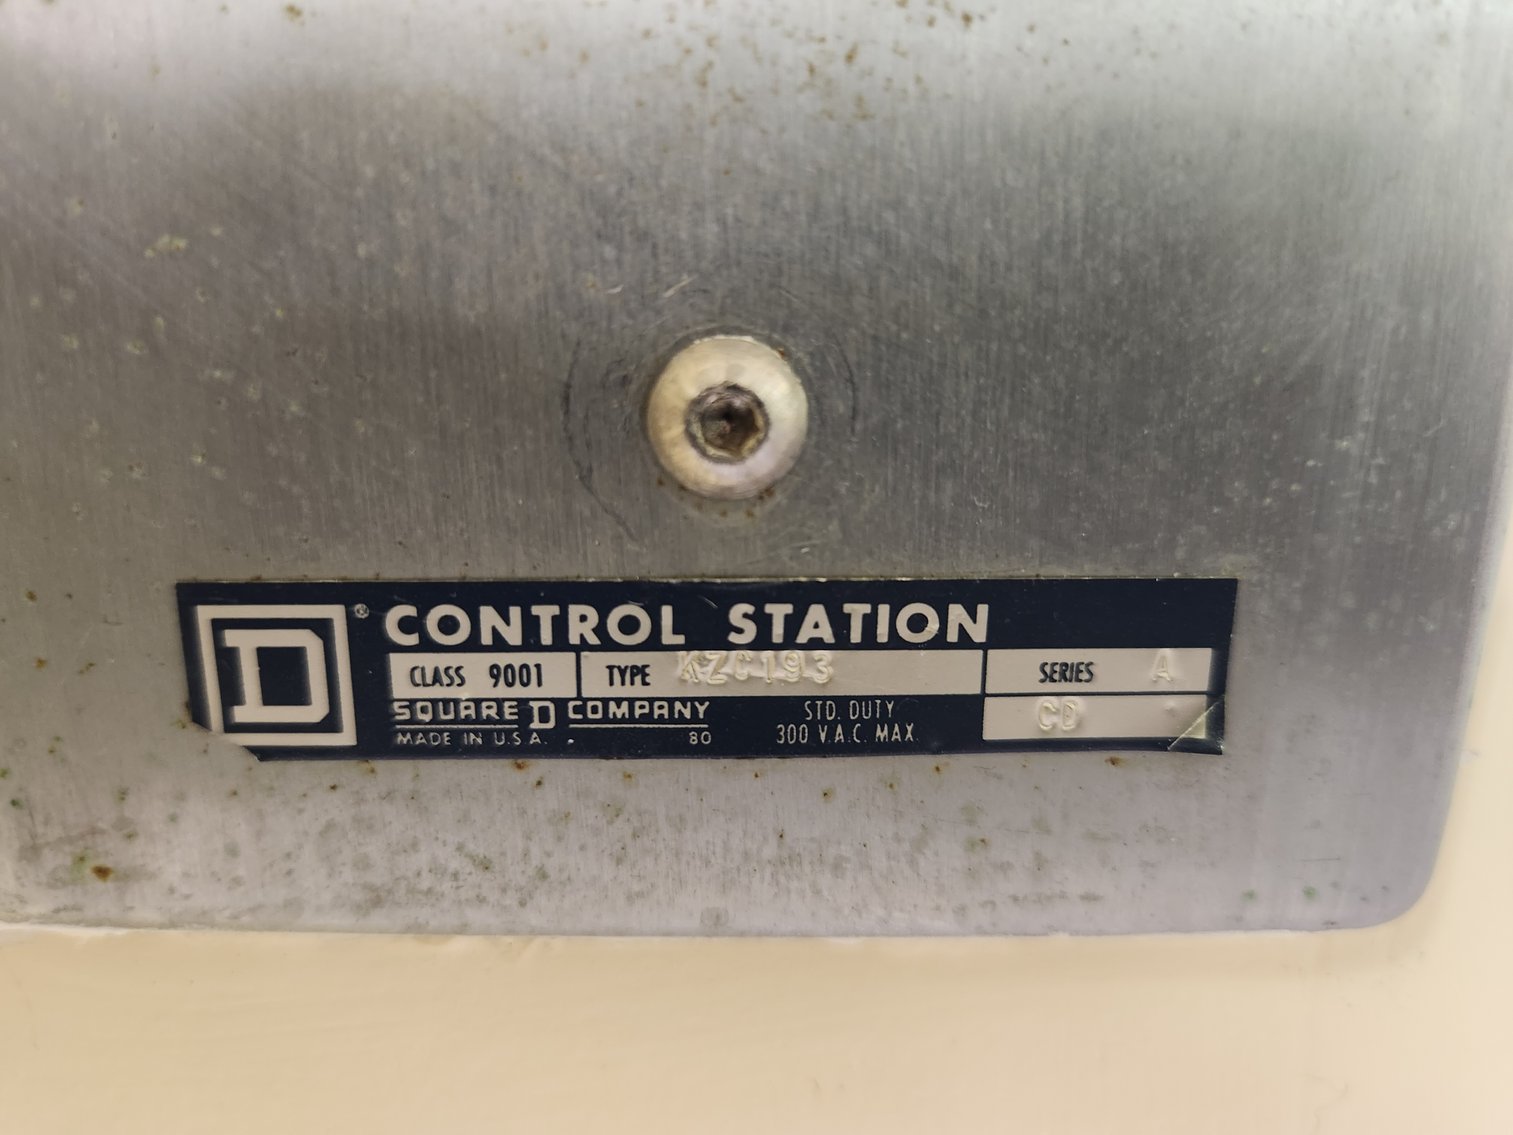 D® CONTROL STATION
CLASS 9001 TYPE KZC193 SERIES A
SQUARE D COMPANY STD. DUTY CD
MADE IN U.S.A. 80 300 V.A.C. MAX.